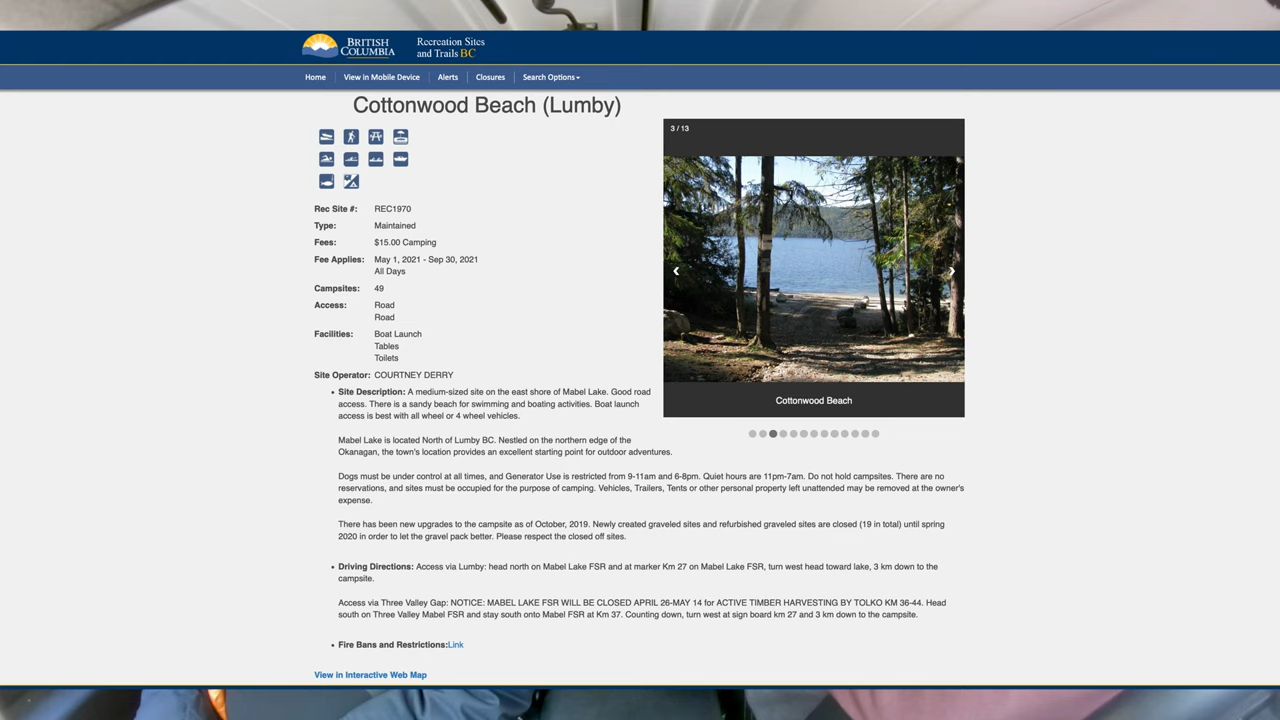 BRITISH
COLUMBIA
Recreation Sites
and Trails BC
Home
View in Mobile Device
Alerts
Closures
Search Options
Cottonwood Beach (Lumby)
3 / 13
Rec Site #: REC1970
Type: Maintained
Fees: $15.00 Camping
Fee Applies: May 1, 2021 - Sep 30, 2021
All Days
Campsites: 49
Access: Road
Road
Facilities: Boat Launch
Tables
Toilets
Site Operator: COURTNEY DERRY
Cottonwood Beach
• Site Description: A medium-sized site on the east shore of Mabel Lake. Good road
access. There is a sandy beach for swimming and boating activities. Boat launch
access is best with all wheel or 4 wheel vehicles.
Mabel Lake is located North of Lumby BC. Nestled on the northern edge of the
Okanagan, the town's location provides an excellent starting point for outdoor adventures.
Dogs must be under control at all times, and Generator Use is restricted from 9-11am and 6-8pm. Quiet hours are 11pm-7am. Do not hold campsites. There are no
reservations, and sites must be occupied for the purpose of camping. Vehicles, Trailers, Tents or other personal property left unattended may be removed at the owner's
expense.
There has been new upgrades to the campsite as of October, 2019. Newly created graveled sites and refurbished graveled sites are closed (19 in total) until spring
2020 in order to let the gravel pack better. Please respect the closed off sites.
• Driving Directions: Access via Lumby: head north on Mabel Lake FSR and at marker Km 27 on Mabel Lake FSR, turn west head toward lake, 3 km down to the
campsite.
Access via Three Valley Gap: NOTICE: MABEL LAKE FSR WILL BE CLOSED APRIL 26-MAY 14 for ACTIVE TIMBER HARVESTING BY TOLKO KM 36-44. Head
south on Three Valley Mabel FSR and stay south onto Mabel FSR at Km 37. Counting down, turn west at sign board km 27 and 3 km down to the campsite.
• Fire Bans and Restrictions:Link
View in Interactive Web Map